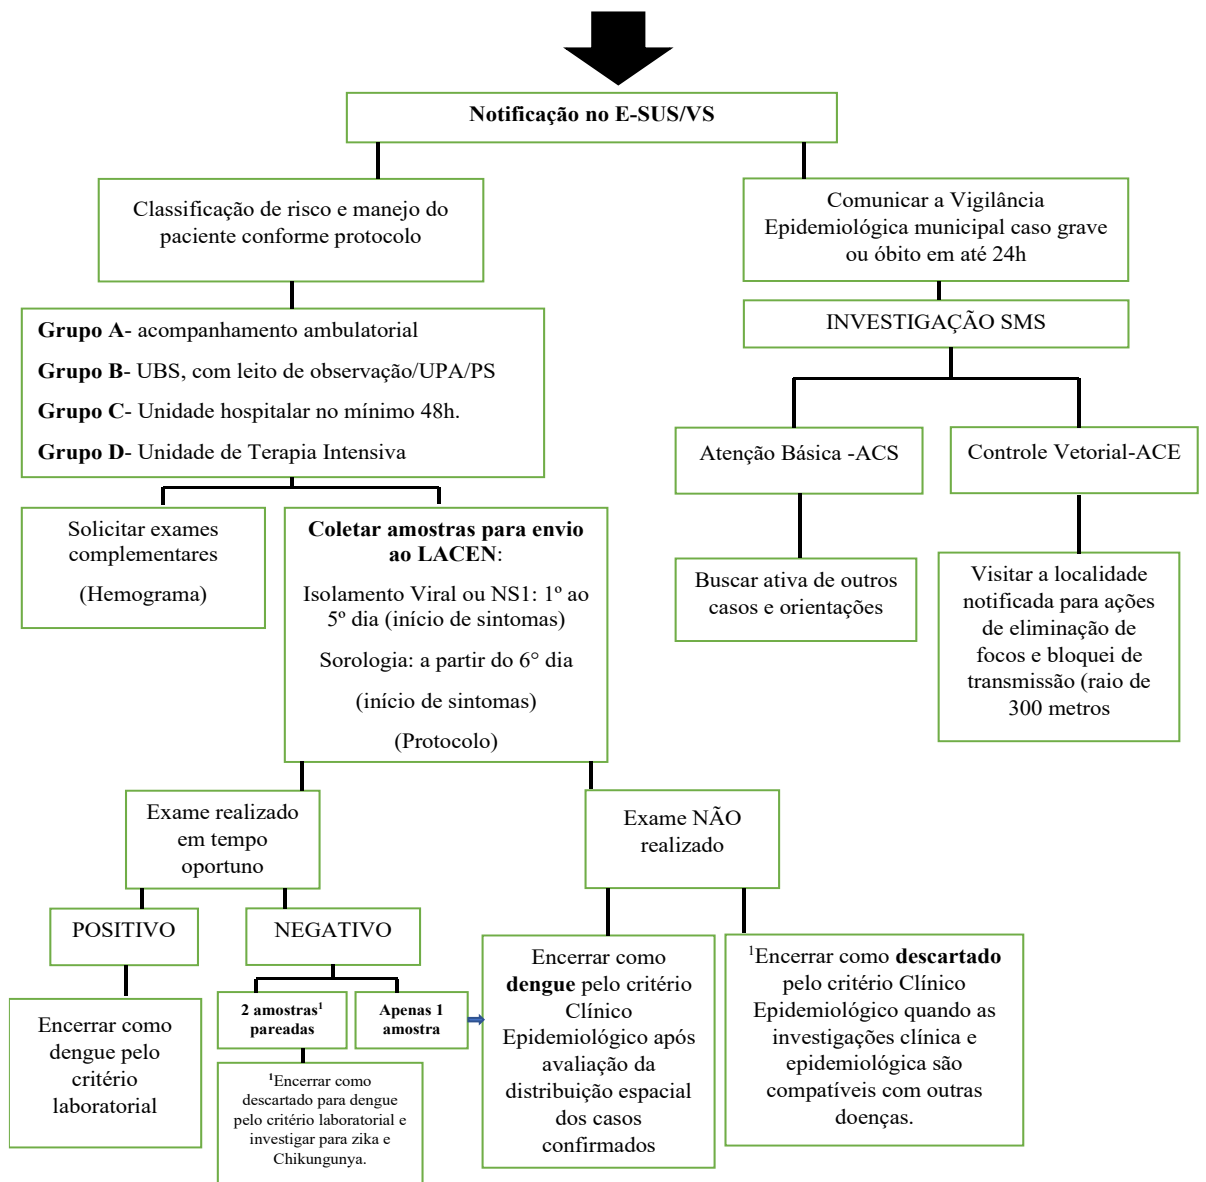 Notificação no E-SUS/VS
Classificação de risco e manejo do
paciente conforme protocolo
Comunicar a Vigilância
Epidemiológica municipal caso grave
ou óbito em até 24h
INVESTIGAÇÃO SMS
Grupo A- acompanhamento ambulatorial
Grupo B- UBS, com leito de observação/UPA/PS
Grupo C- Unidade hospitalar no mínimo 48h.
Grupo D- Unidade de Terapia Intensiva
Atenção Básica -ACS
Controle Vetorial-ACE
Solicitar exames
complementares
(Hemograma)
Coletar amostras para envio
ao LACEN:
Isolamento Viral ou NS1: 1º ao
5º dia (início de sintomas)
Sorologia: a partir do 6° dia
(início de sintomas)
(Protocolo)
Buscar ativa de outros
casos e orientações
Visitar a localidade
notificada para ações
de eliminação de
focos e bloquei de
transmissão (raio de
300 metros
Exame realizado
em tempo
oportuno
Exame NÃO
realizado
POSITIVO
NEGATIVO
Encerrar como
dengue pelo
critério
laboratorial
2 amostras¹
pareadas
Apenas 1
amostra
¹Encerrar como
descartado para dengue
pelo critério laboratorial e
investigar para zika e
Chikungunya.
Encerrar como
dengue pelo critério
Clínico
Epidemiológico após
avaliação da
distribuição espacial
dos casos
confirmados
¹Encerrar como descartado
pelo critério Clínico
Epidemiológico quando as
investigações clínica e
epidemiológica são
compatíveis com outras
doenças.